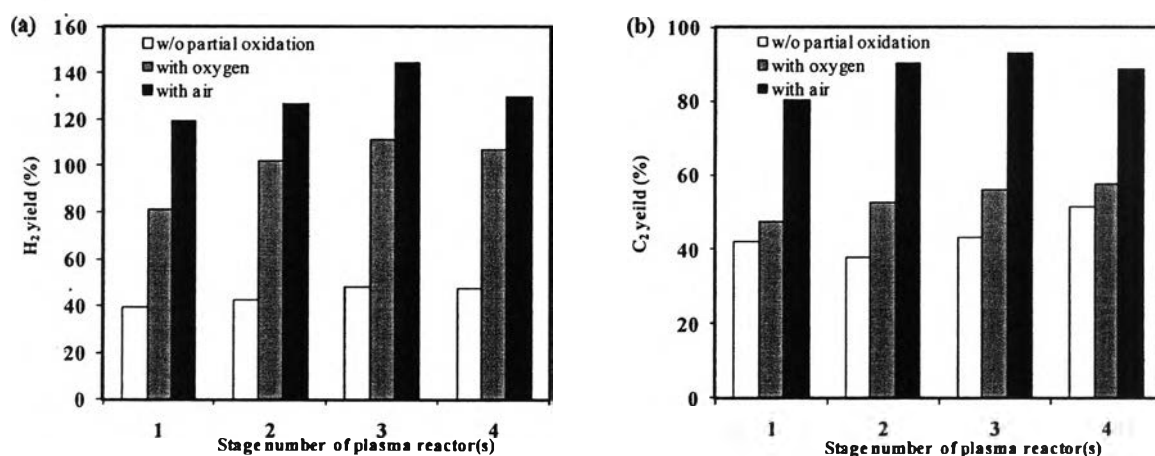 (a)
160
140
120
100
80
60
40
20
0
H2 yield (%)
w/o partial oxidation
with oxygen
with air
1 2 3 4
Stage number of plasma reactor(s)
(b)
100
80
60
40
20
0
C2 yeild (%)
w/o partial oxidation
with oxygen
with air
1 2 3 4
Stage number of plasma reactor(s)